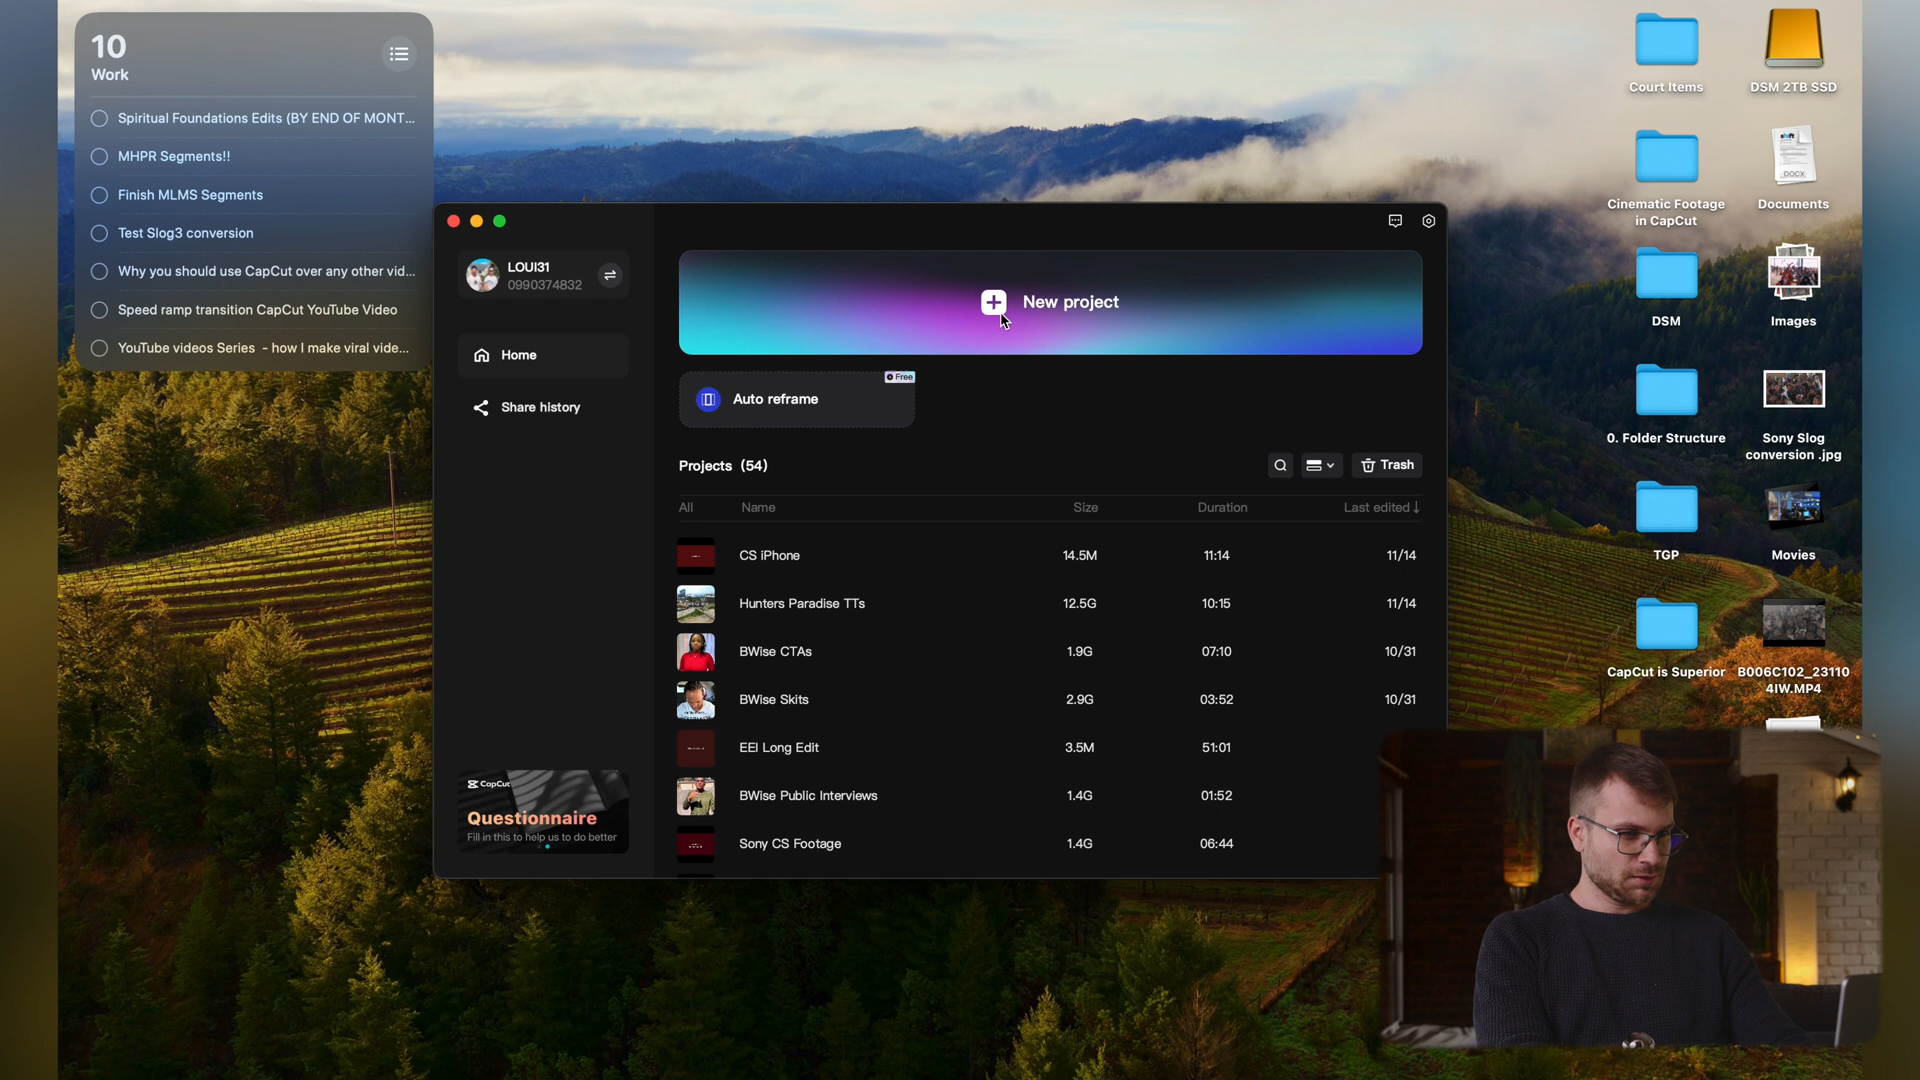 10
Work
Spiritual Foundations Edits (BY END OF MONT...
MHPR Segments!!
Finish MLMS Segments
Test Slog3 conversion
Why you should use CapCut over any other vid...
Speed ramp transition CapCut YouTube Video
YouTube videos Series - how I make viral vide...
LOUI31
0990374832
Home
Share history
CapCut
Questionnaire
Fill in this to help us to do better
New project
Free
Auto reframe
Projects (54)
Trash
All Name Size Duration Last edited↓
CS iPhone 14.5M 11:14 11/14
Hunters Paradise TTs 12.5G 10:15 11/14
BWise CTAs 1.9G 07:10 10/31
BWise Skits 2.9G 03:52 10/31
EEI Long Edit 3.5M 51:01
BWise Public Interviews 1.4G 01:52
Sony CS Footage 1.4G 06:44
Court Items
DSM 2TB SSD
Cinematic Footage
in CapCut
shift
DOCX
Documents
DSM
Images
0. Folder Structure
Sony Slog
conversion .jpg
TGP
Movies
CapCut is Superior
B006C102_23110
4IW.MP4